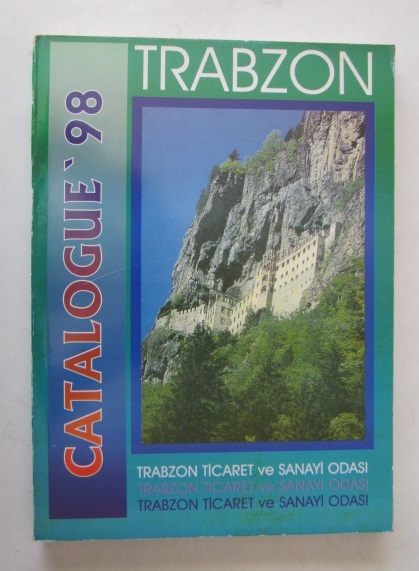 TRABZON
CATALOGUE`98
TRABZON TİCARET ve SANAYİ ODASI
TRABZON TİCARET ve SANAYİ ODASI
TRABZON TİCARET ve SANAYİ ODASI